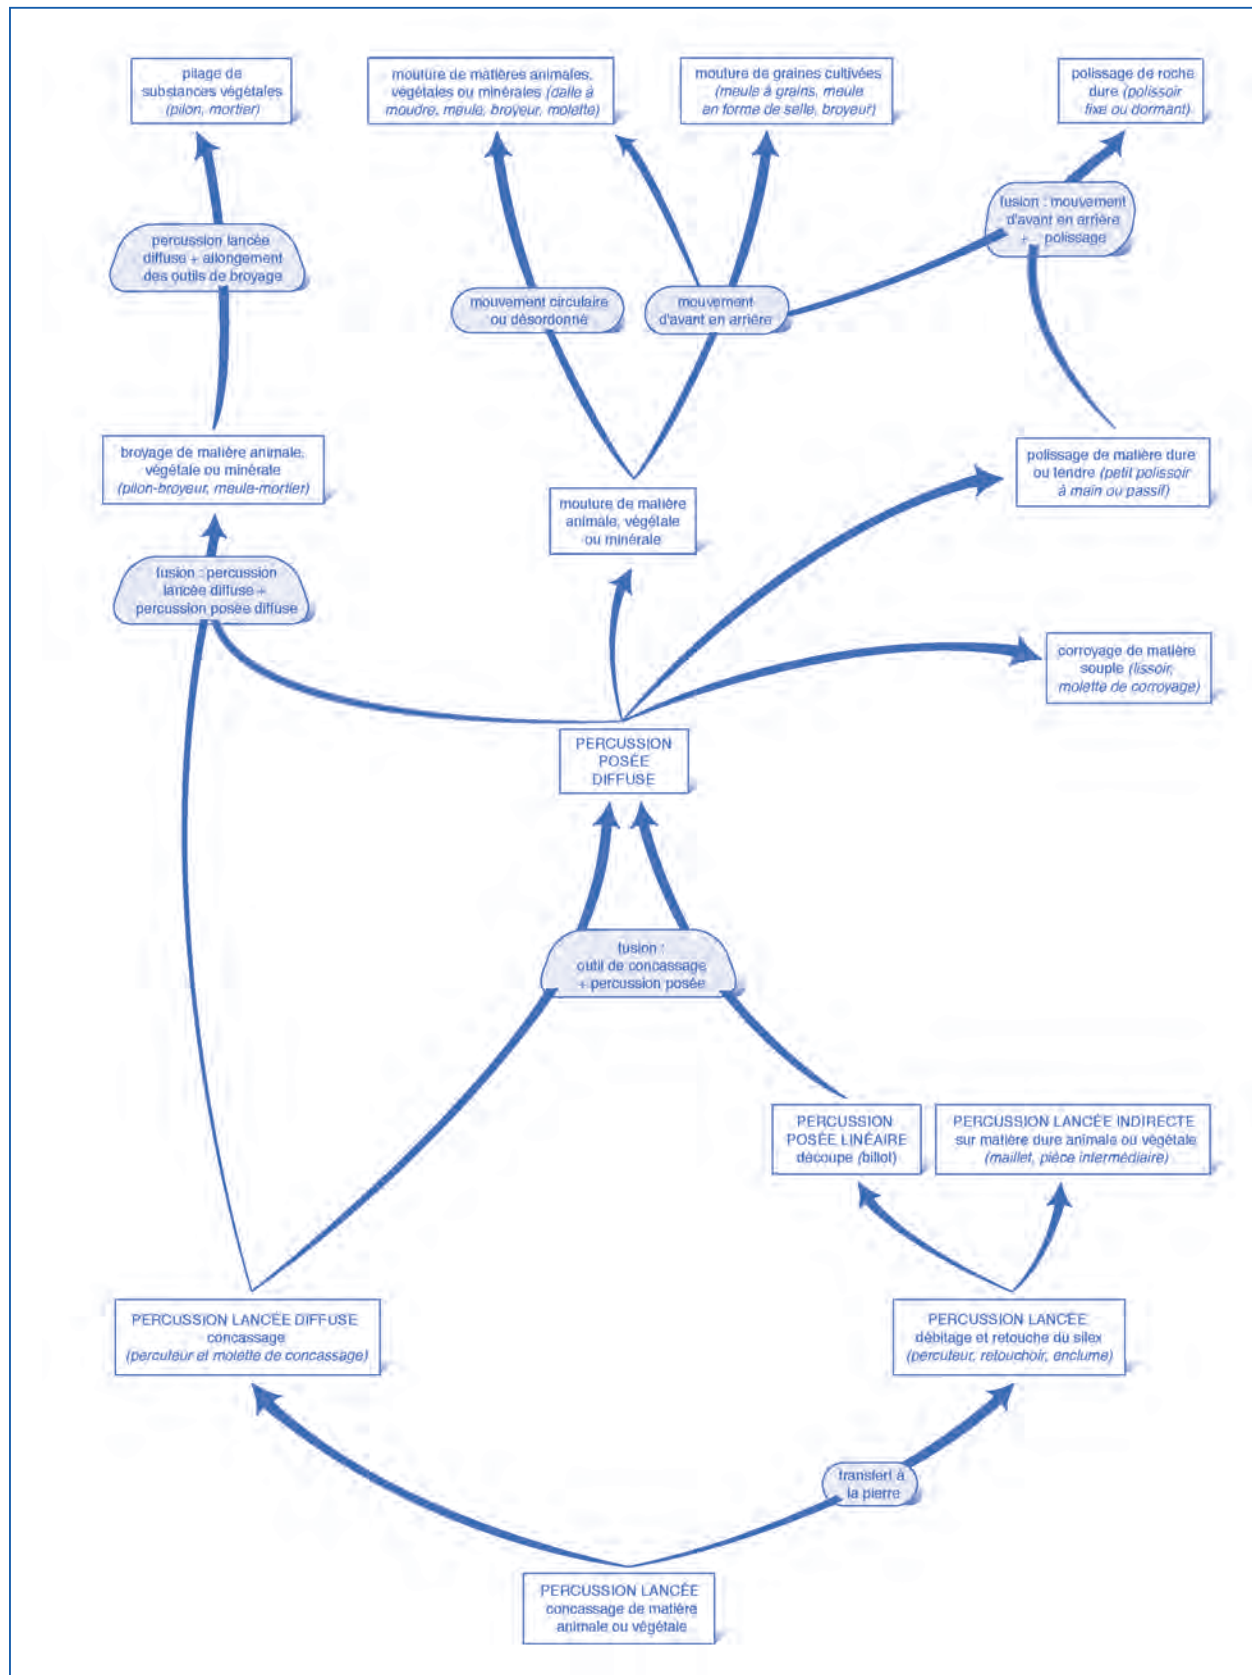 pilage de
substances végétales
(pilon, mortier)
mouture de matières animales,
végétales ou minérales (dalle à
moudre, meule, broyeur, molette)
mouture de graines cultivées
(meule à grains, meule
en forme de selle, broyeur)
polissage de roche
dure (polissoir
fixe ou dormant)
percussion lancée
diffuse + allongement
des outils de broyage
fusion : mouvement
d'avant en arrière
+ polissage
mouvement circulaire
ou désordonné
mouvement
d'avant en arrière
broyage de matière animale,
végétale ou minérale
(pilon-broyeur, meule-mortier)
polissage de matière dure
ou tendre (petit polissoir
à main ou passif)
mouture de matière
animale, végétale
ou minérale
fusion : percussion
lancée diffuse +
percussion posée diffuse
corroyage de matière
souple (lissoir,
molette de corroyage)
PERCUSSION
POSÉE
DIFFUSE
fusion :
outil de concassage
+ percussion posée
PERCUSSION
POSÉE LINÉAIRE
découpe (billot)
PERCUSSION LANCÉE INDIRECTE
sur matière dure animale ou végétale
(maillet, pièce intermédiaire)
PERCUSSION LANCÉE DIFFUSE
concassage
(percuteur et molette de concassage)
PERCUSSION LANCÉE
débitage et retouche du silex
(percuteur, retouchoir, enclume)
transfert à
la pierre
PERCUSSION LANCÉE
concassage de matière
animale ou végétale